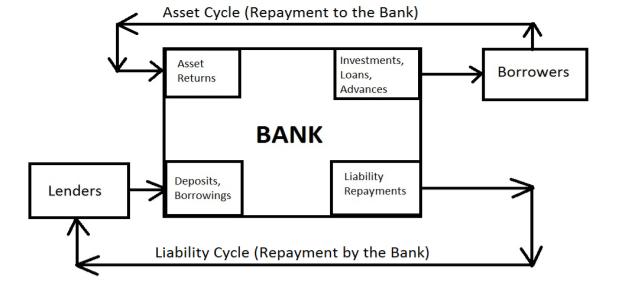 Asset Cycle (Repayment to the Bank)
Asset
Returns
Investments,
Loans,
Advances
Borrowers
BANK
Lenders
Deposits,
Borrowings
Liability
Repayments
Liability Cycle (Repayment by the Bank)